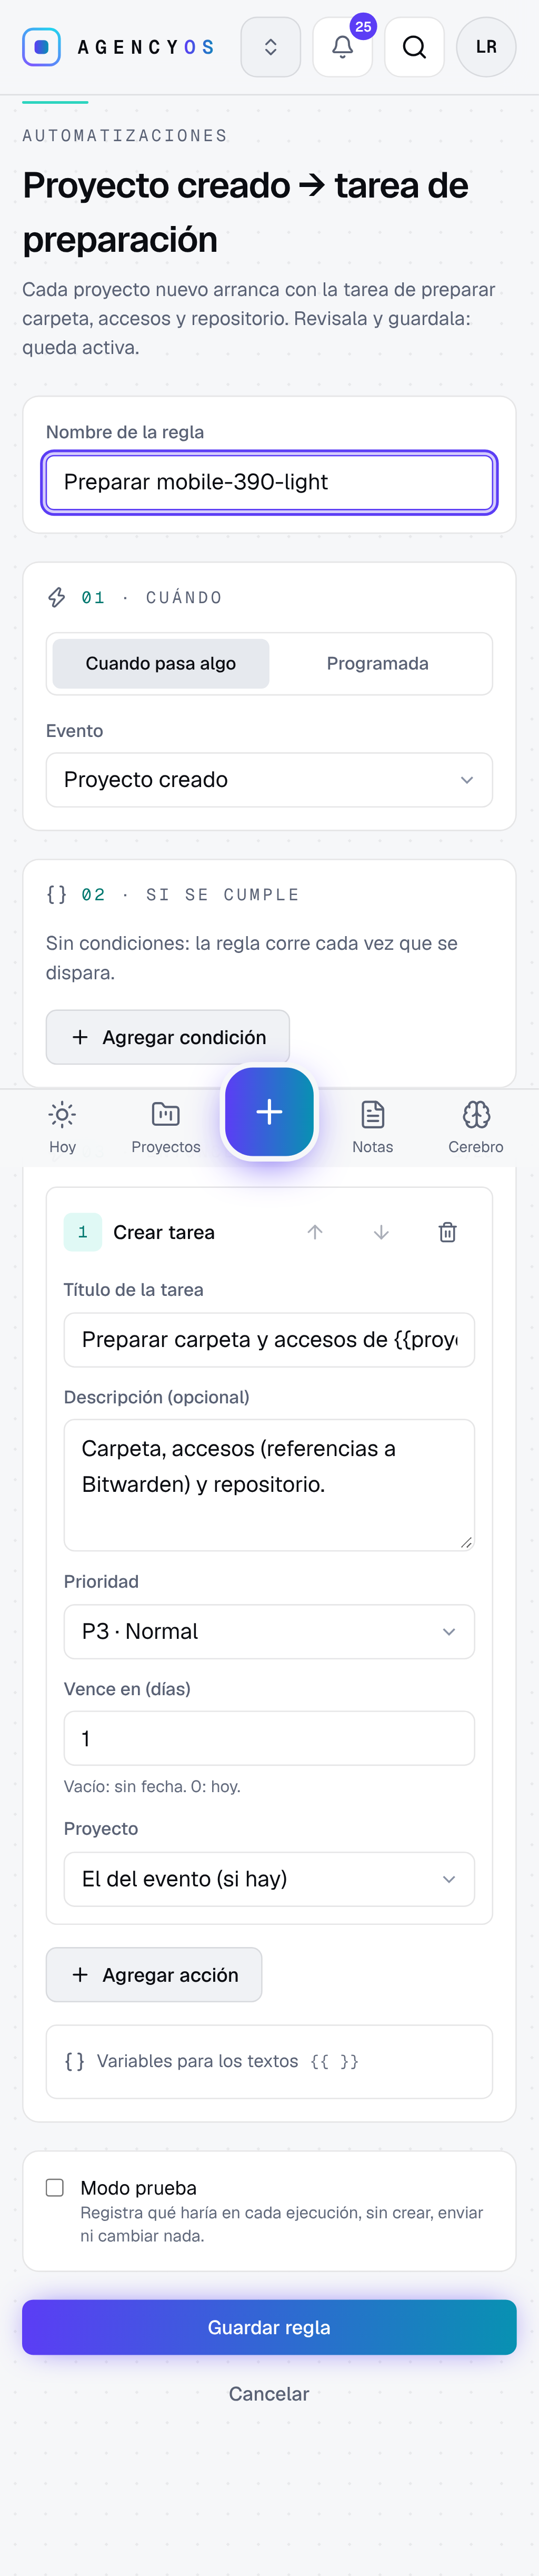 AGENCYOS
25
LR
AUTOMATIZACIONES
Proyecto creado → tarea de
preparación
Cada proyecto nuevo arranca con la tarea de preparar
carpeta, accesos y repositorio. Revisala y guardala:
queda activa.
Nombre de la regla
Preparar mobile-390-light
01 · CUÁNDO
Cuando pasa algo
Programada
Evento
Proyecto creado
{} 02 · SI SE CUMPLE
Sin condiciones: la regla corre cada vez que se
dispara.
+ Agregar condición
Hoy
Proyectos
+
Notas
Cerebro
1 Crear tarea
Título de la tarea
Preparar carpeta y accesos de {{proye
Descripción (opcional)
Carpeta, accesos (referencias a
Bitwarden) y repositorio.
Prioridad
P3 · Normal
Vence en (días)
1
Vacío: sin fecha. 0: hoy.
Proyecto
El del evento (si hay)
+ Agregar acción
{} Variables para los textos {{ }}
Modo prueba
Registra qué haría en cada ejecución, sin crear, enviar
ni cambiar nada.
Guardar regla
Cancelar